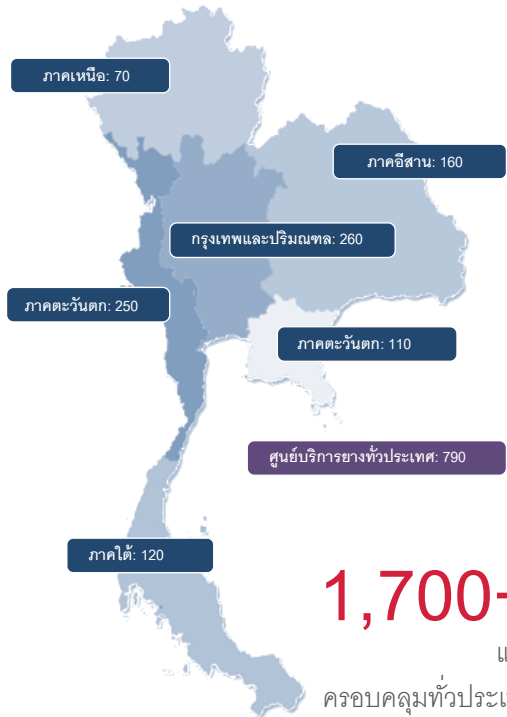 ภาคเหนือ: 70
ภาคอีสาน: 160
กรุงเทพและปริมณฑล: 260
ภาคตะวันตก: 250
ภาคตะวันตก: 110
ศูนย์บริการยางทั่วประเทศ: 790
ภาคใต้: 120
1,700
ครอบคลุมทั่วประเ